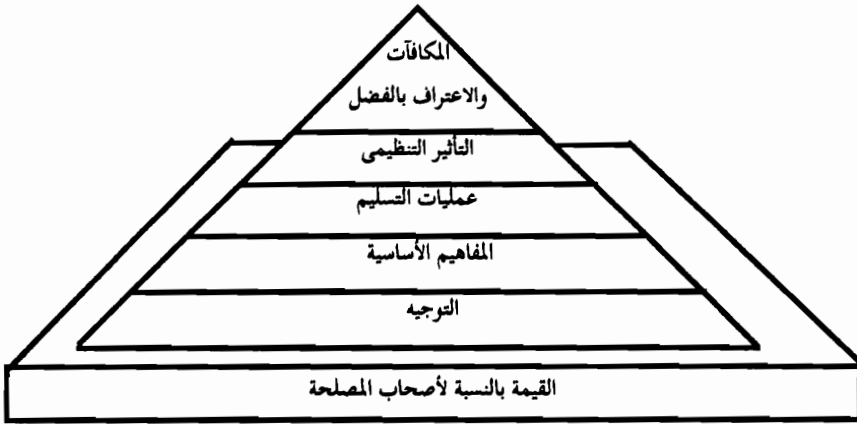 المكافآت
والاعتراف بالفضل
التأثير التنظيمى
عمليات التسليم
المفاهيم الأساسية
التوجيه
القيمة بالنسبة لأصحاب المصلحة